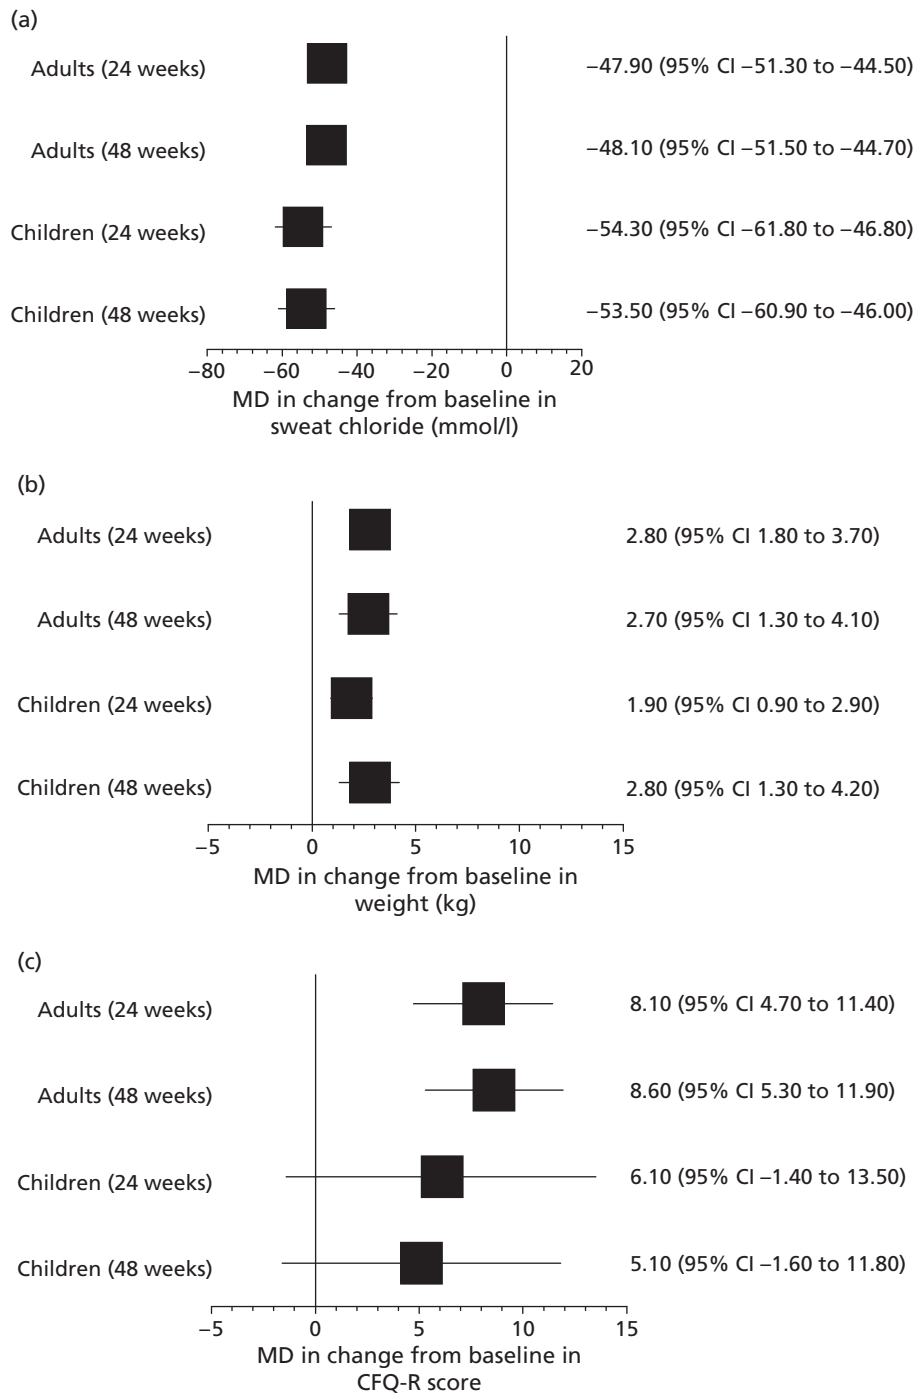 (a)
Adults (24 weeks) −47.90 (95% CI −51.30 to −44.50)
Adults (48 weeks) −48.10 (95% CI −51.50 to −44.70)
Children (24 weeks) −54.30 (95% CI −61.80 to −46.80)
Children (48 weeks) −53.50 (95% CI −60.90 to −46.00)
−80 −60 −40 −20 0 20
MD in change from baseline in
sweat chloride (mmol/l)
(b)
Adults (24 weeks) 2.80 (95% CI 1.80 to 3.70)
Adults (48 weeks) 2.70 (95% CI 1.30 to 4.10)
Children (24 weeks) 1.90 (95% CI 0.90 to 2.90)
Children (48 weeks) 2.80 (95% CI 1.30 to 4.20)
−5 0 5 10 15
MD in change from baseline in
weight (kg)
(c)
Adults (24 weeks) 8.10 (95% CI 4.70 to 11.40)
Adults (48 weeks) 8.60 (95% CI 5.30 to 11.90)
Children (24 weeks) 6.10 (95% CI −1.40 to 13.50)
Children (48 weeks) 5.10 (95% CI −1.60 to 11.80)
−5 0 5 10 15
MD in change from baseline in
CFQ-R score